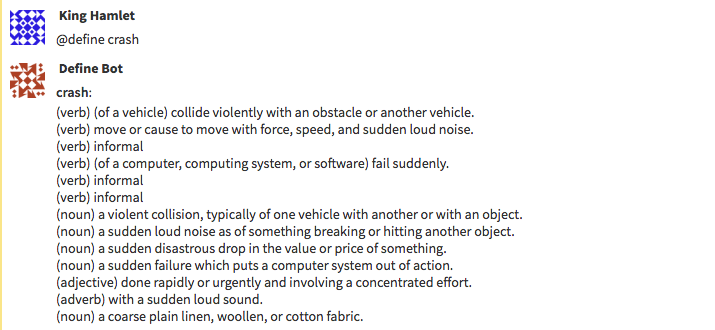 King Hamlet
@define crash
Define Bot
crash:
(verb) (of a vehicle) collide violently with an obstacle or another vehicle.
(verb) move or cause to move with force, speed, and sudden loud noise.
(verb) informal
(verb) (of a computer, computing system, or software) fail suddenly.
(verb) informal
(verb) informal
(noun) a violent collision, typically of one vehicle with another or with an object.
(noun) a sudden loud noise as of something breaking or hitting another object.
(noun) a sudden disastrous drop in the value or price of something.
(noun) a sudden failure which puts a computer system out of action.
(adjective) done rapidly or urgently and involving a concentrated effort.
(adverb) with a sudden loud sound.
(noun) a coarse plain linen, woollen, or cotton fabric.